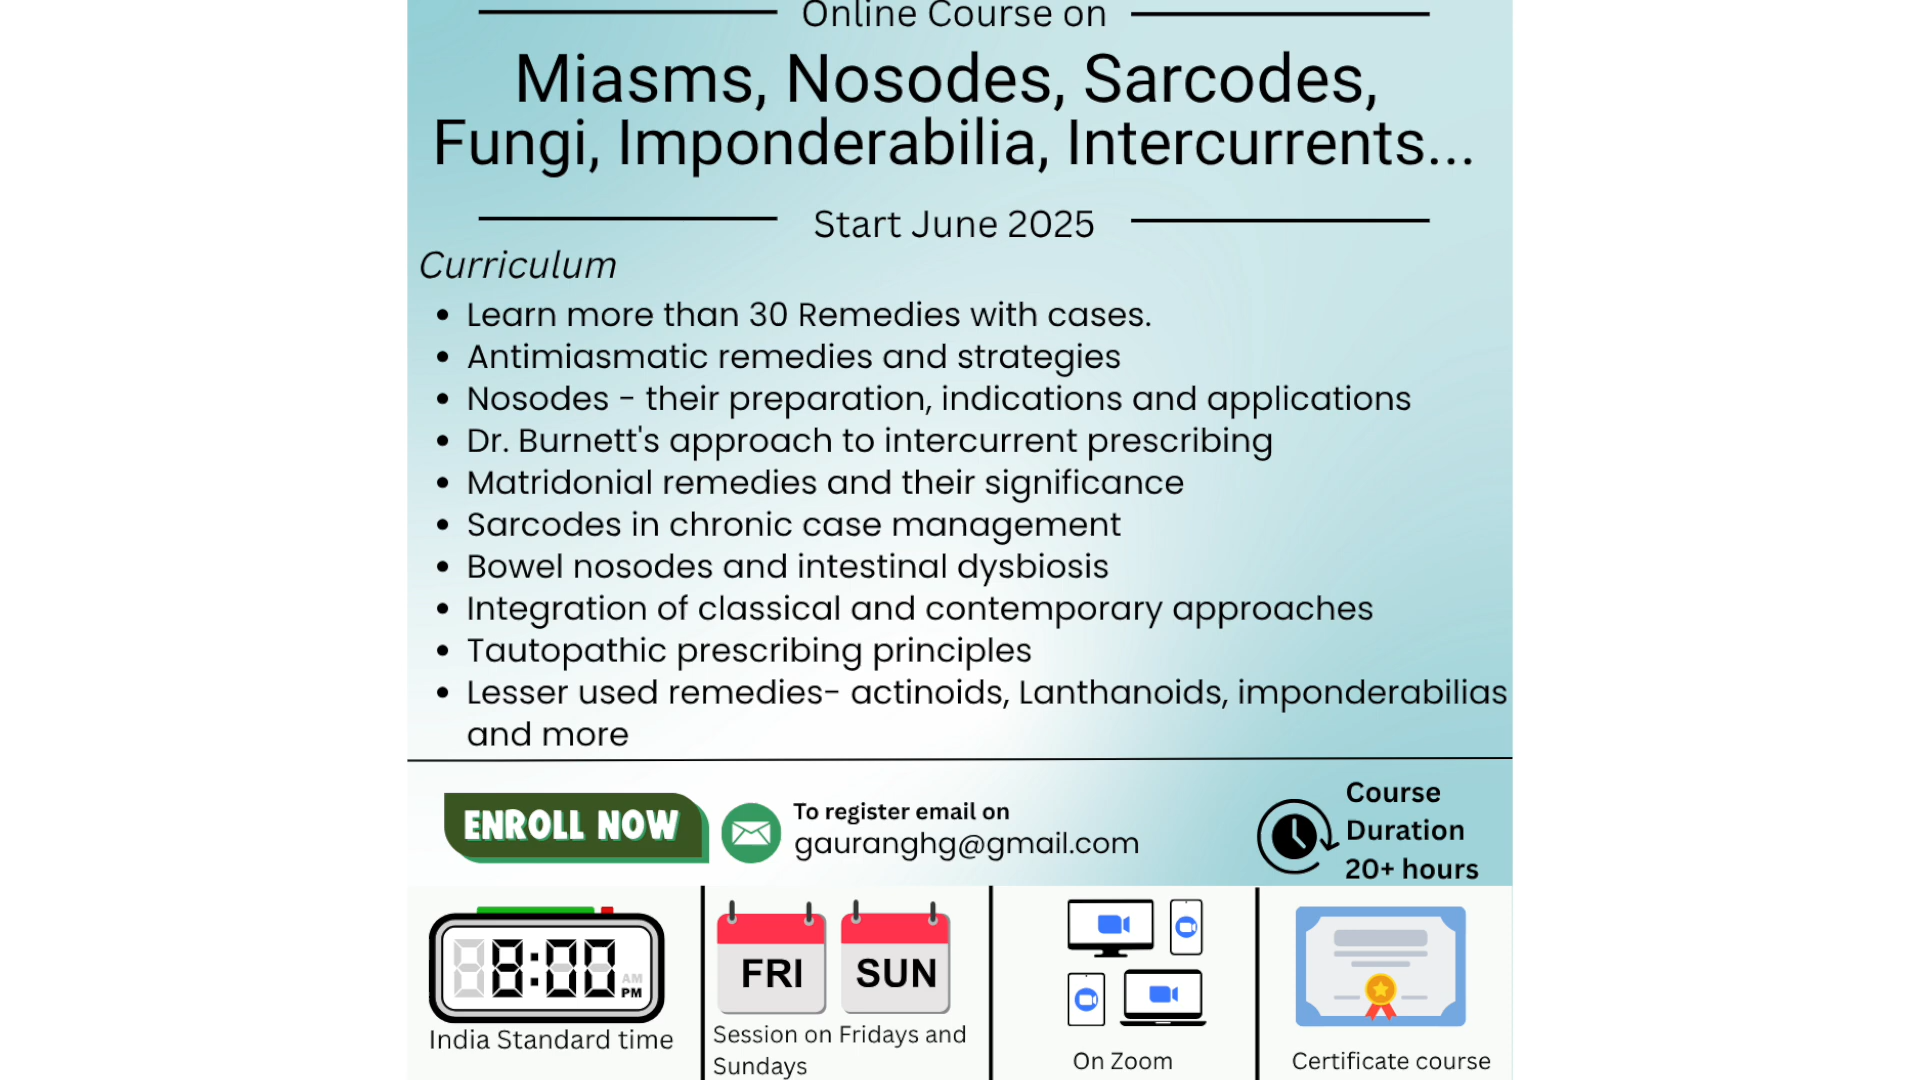 Online Course on
Miasms, Nosodes, Sarcodes,
Fungi, Imponderabilia, Intercurrents...
Start June 2025
Curriculum
• Learn more than 30 Remedies with cases.
• Antimiasmatic remedies and strategies
• Nosodes - their preparation, indications and applications
• Dr. Burnett's approach to intercurrent prescribing
• Matridonial remedies and their significance
• Sarcodes in chronic case management
• Bowel nosodes and intestinal dysbiosis
• Integration of classical and contemporary approaches
• Tautopathic prescribing principles
• Lesser used remedies- actinoids, Lanthanoids, imponderabilias
and more
ENROLL NOW
To register email on
gauranghg@gmail.com
Course
Duration
20+ hours
8:00 AM
PM
India Standard time
FRI
SUN
Session on Fridays and
Sundays
On Zoom
Certificate course